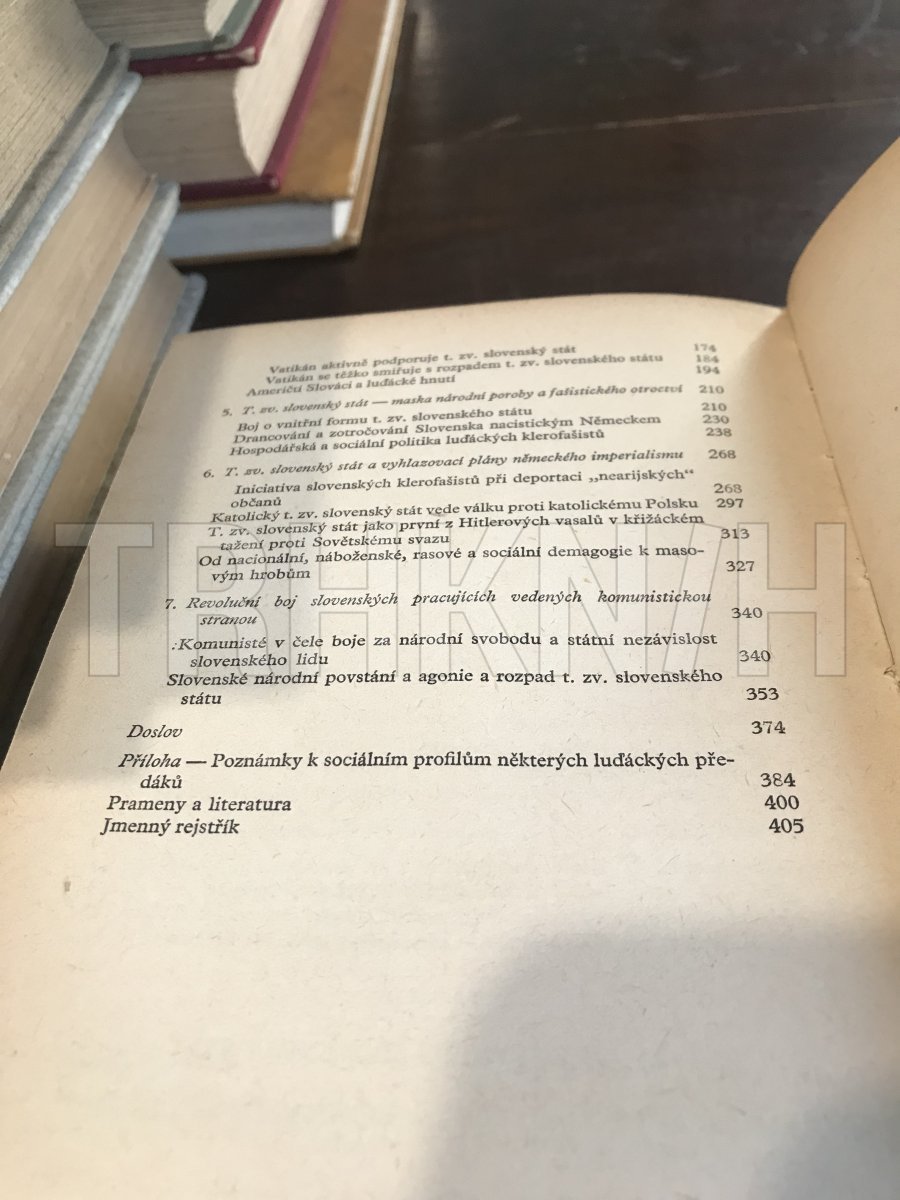 Vatikán aktivně podporuje t. zv. slovenský stát 174
Vatikán se těžko smiřuje s rozpadem t. zv. slovenského státu 184
Američtí Slováci a luďácké hnutí 194
5. T. zv. slovenský stát — maska národní poroby a fašistického otroctví 210
Boj o vnitřní formu t. zv. slovenského státu 210
Drancování a zotročování Slovenska nacistickým Německem 230
Hospodářská a sociální politika luďáckých klerofašistů 238
6. T. zv. slovenský stát a vyhlazovací plány německého imperialismu 268
Iniciativa slovenských klerofašistů při deportaci „nearijských“
občanů 268
Katolický t. zv. slovenský stát vede válku proti katolickému Polsku 297
T. zv. slovenský stát jako první z Hitlerových vasalů v křižáckém
tažení proti Sovětskému svazu 313
Od nacionální, náboženské, rasové a sociální demagogie k maso-
vým hrobům 327
7. Revoluční boj slovenských pracujících vedených komunistickou
stranou 340
Komunisté v čele boje za národní svobodu a státní nezávislost
slovenského lidu 340
Slovenské národní povstání a agonie a rozpad t. zv. slovenského
státu 353
Doslov 374
Příloha — Poznámky k sociálním profilům některých luďáckých pře-
dáků 384
Prameny a literatura 400
Jmenný rejstřík 405
TRHKNIH